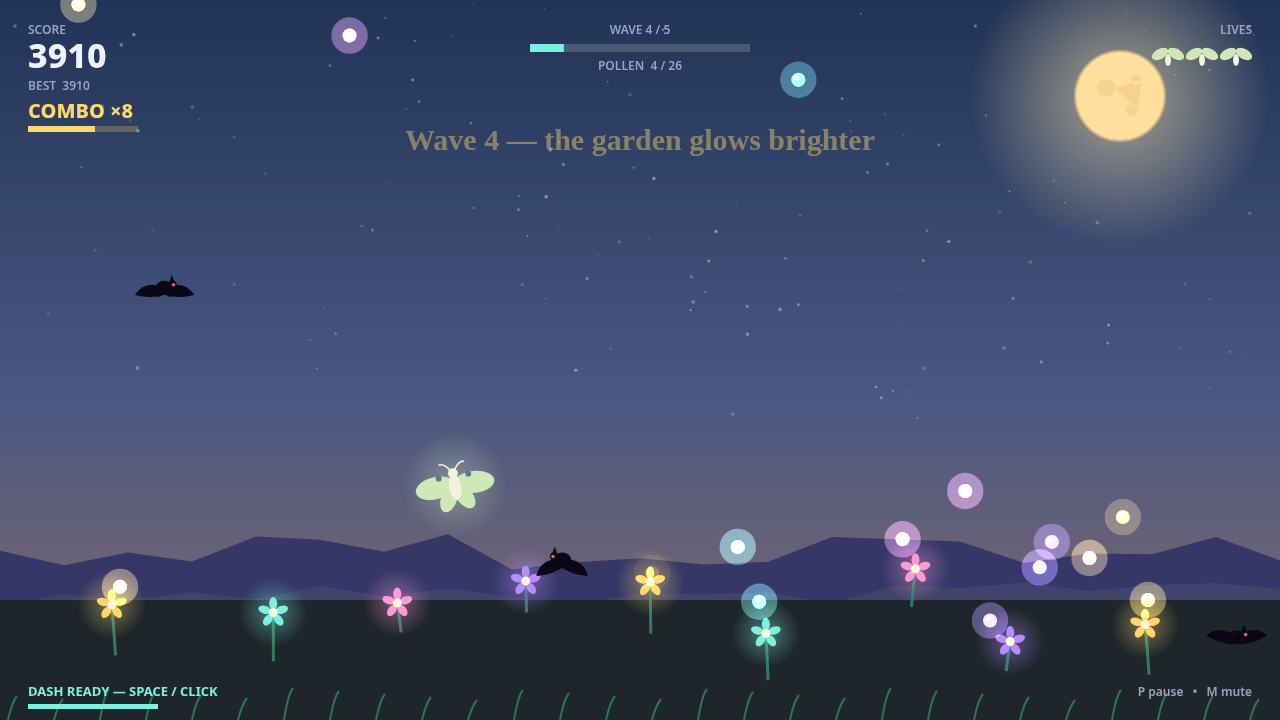 SCORE
3910
BEST 3910
COMBO ×8
WAVE 4 / 5
POLLEN 4 / 26
LIVES
Wave 4 — the garden glows brighter
DASH READY — SPACE / CLICK
P pause • M mute